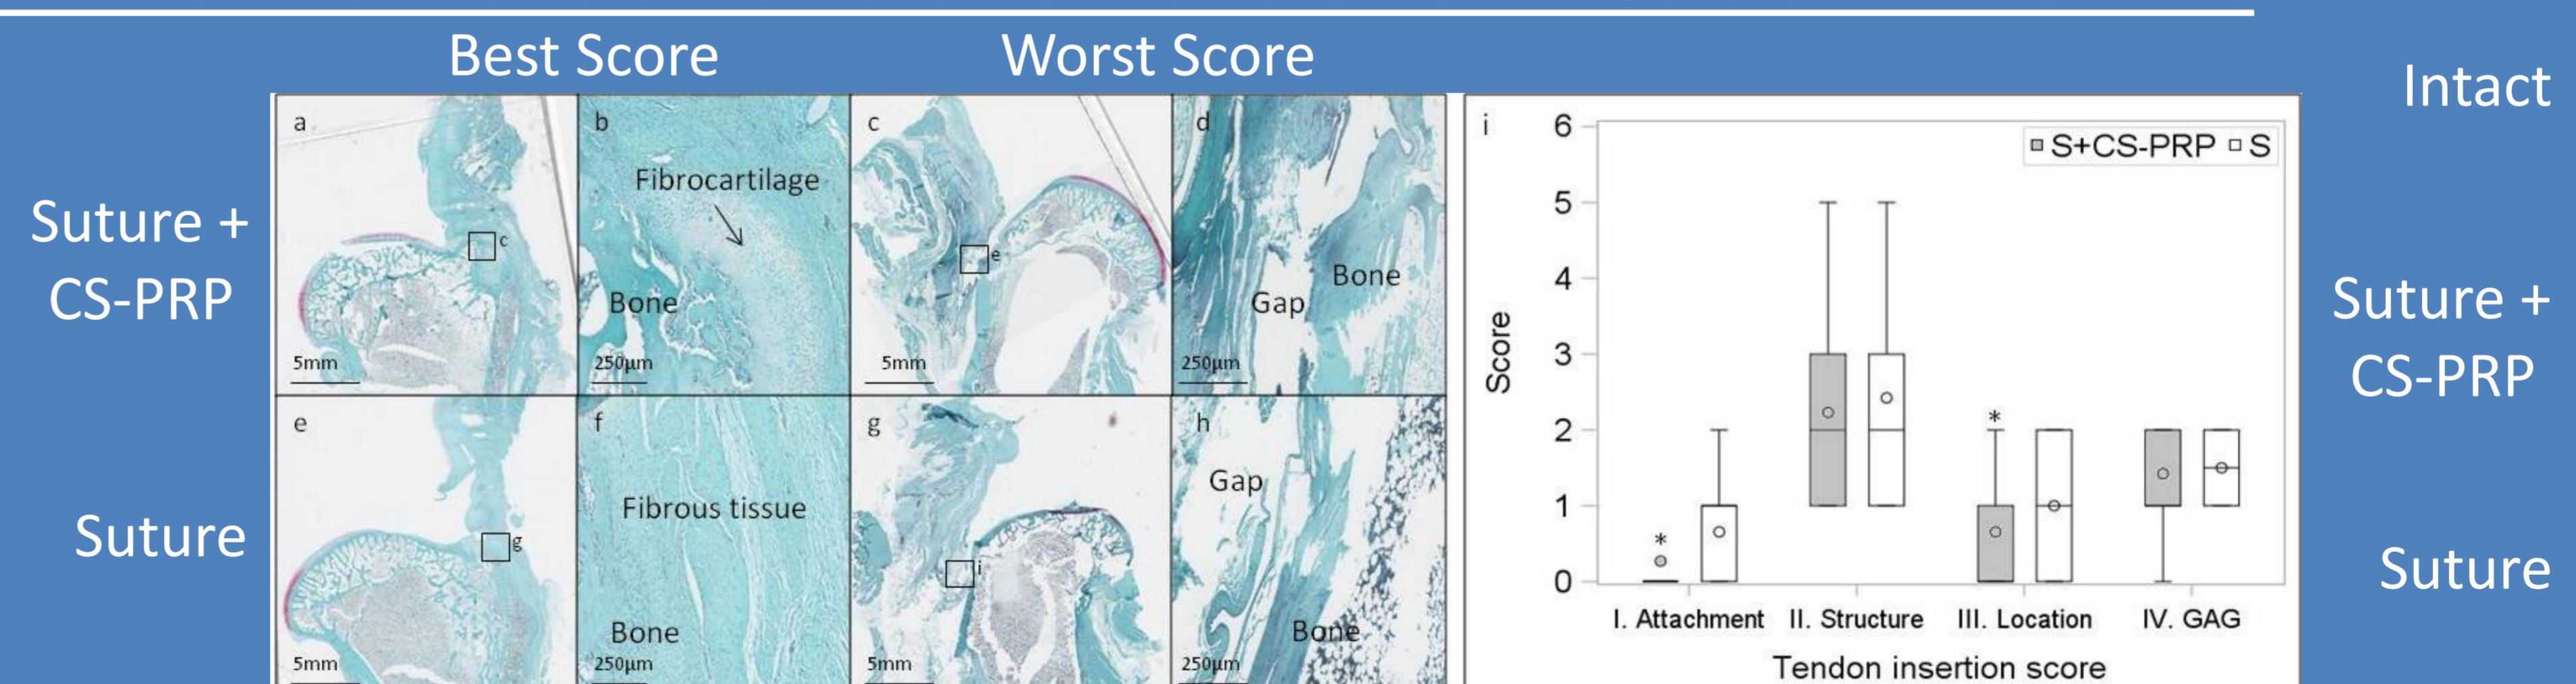 Best Score
Worst Score
Intact
Suture +
CS-PRP
Suture
a
c
5mm
b
Fibrocartilage
Bone
250µm
c
e
5mm
d
Bone
Gap
250µm
e
g
5mm
f
Fibrous tissue
Bone
250µm
g
i
5mm
h
Gap
Bone
250µm
i
S+CS-PRP S
Score
6
5
4
3
2
1
0
*
*
I. Attachment II. Structure III. Location IV. GAG
Tendon insertion score
Suture +
CS-PRP
Suture